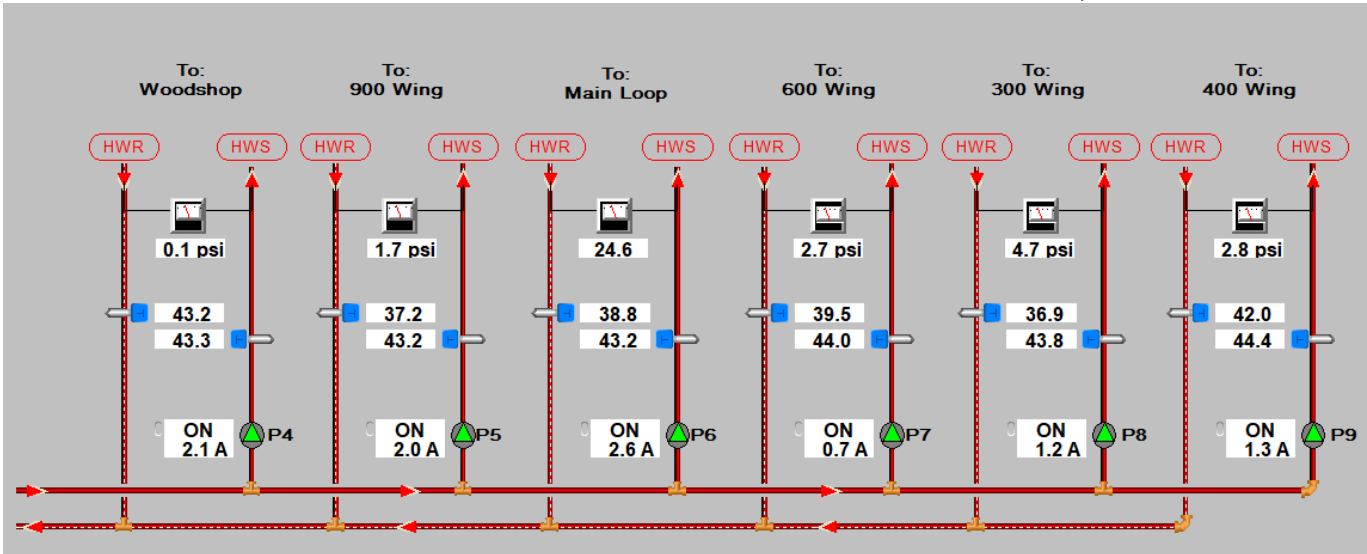 To:
Woodshop
To:
900 Wing
To:
Main Loop
To:
600 Wing
To:
300 Wing
To:
400 Wing
HWR HWS HWR HWS HWR HWS HWR HWS HWR HWS HWR HWS
0.1 psi 1.7 psi 24.6 2.7 psi 4.7 psi 2.8 psi
43.2 37.2 38.8 39.5 36.9 42.0
43.3 43.2 43.2 44.0 43.8 44.4
ON P4 ON P5 ON P6 ON P7 ON P8 ON P9
2.1 A 2.0 A 2.6 A 0.7 A 1.2 A 1.3 A